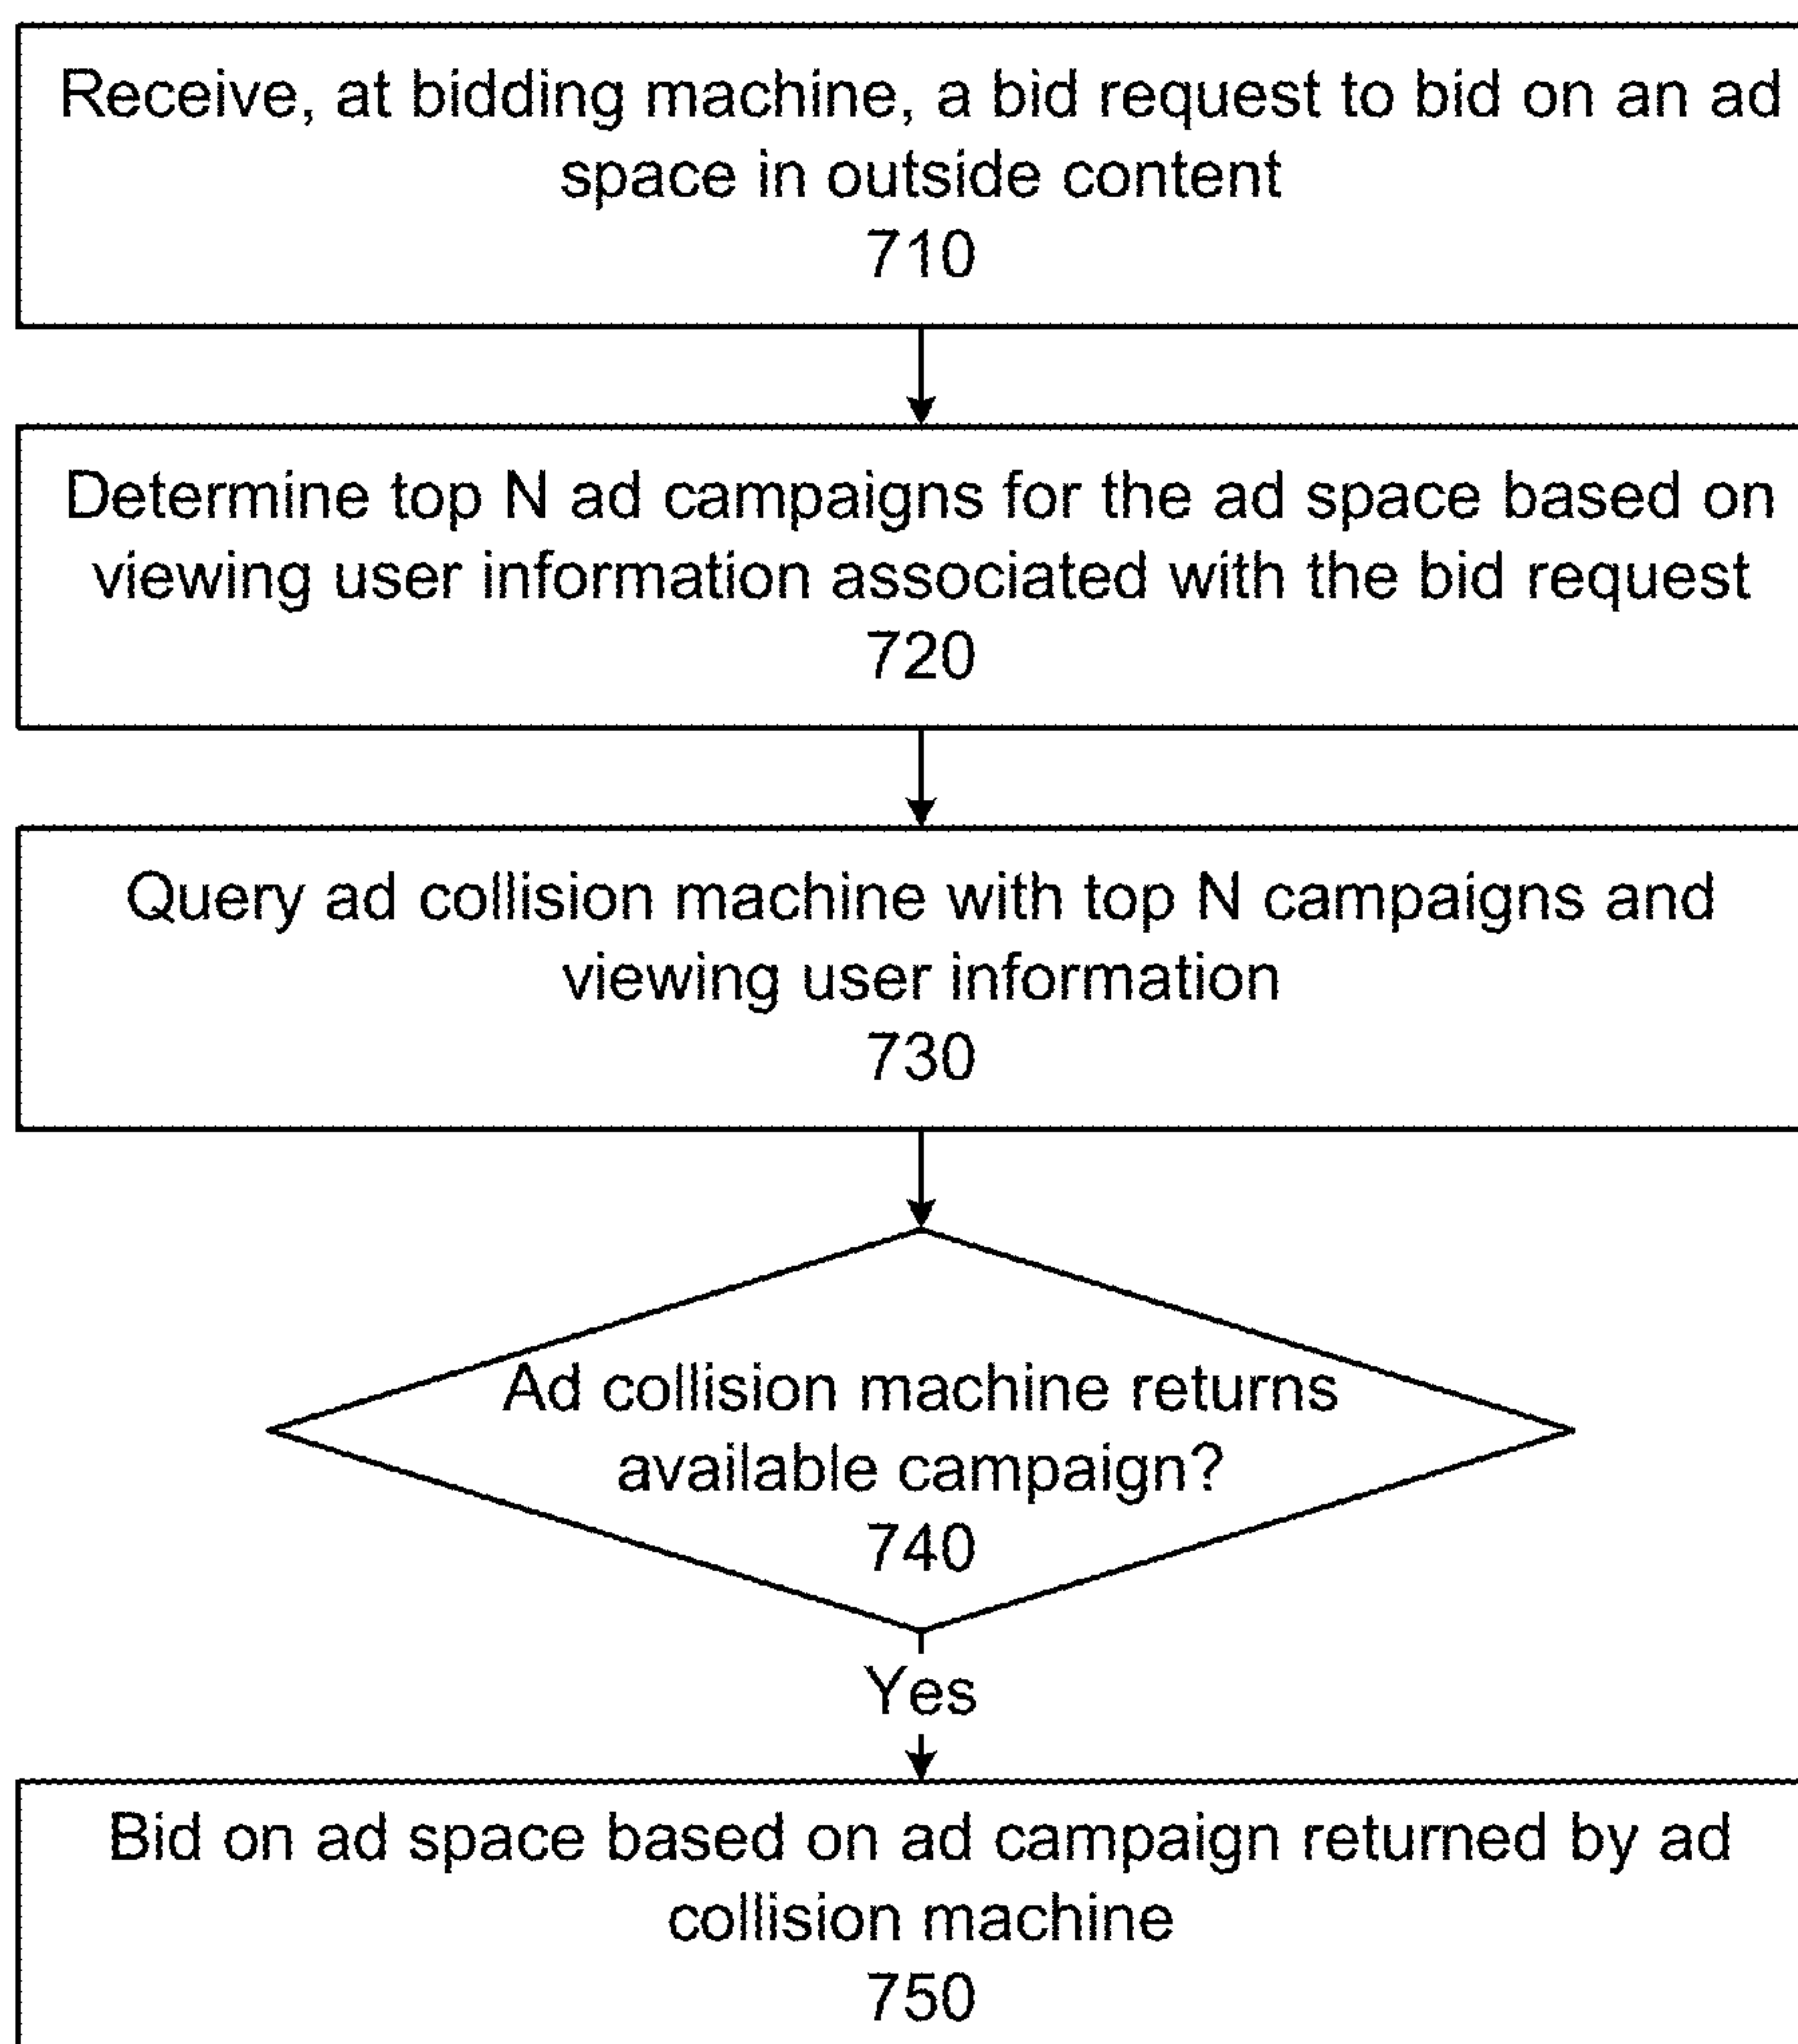 Receive, at bidding machine, a bid request to bid on an ad
space in outside content
710
Determine top N ad campaigns for the ad space based on
viewing user information associated with the bid request
720
Query ad collision machine with top N campaigns and
viewing user information
730
Ad collision machine returns
available campaign?
740
Yes
Bid on ad space based on ad campaign returned by ad
collision machine
750